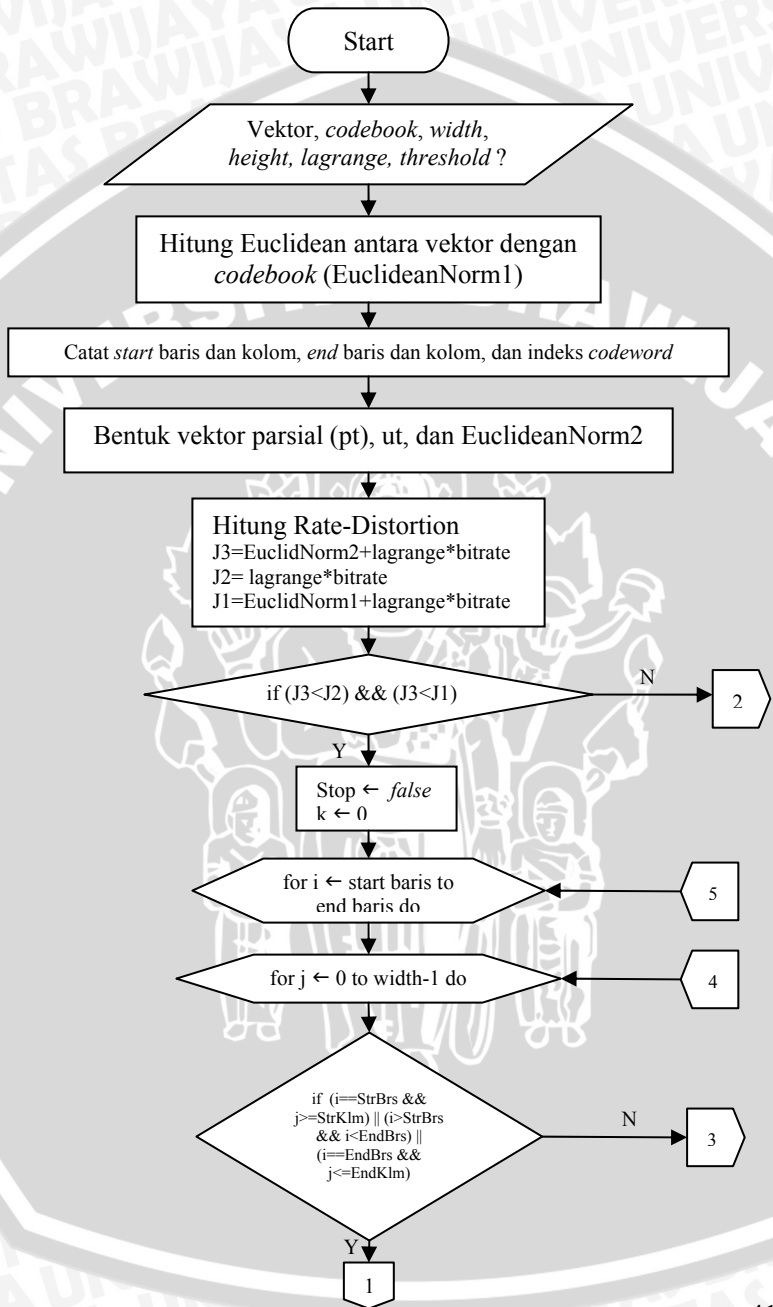 Start
Vektor, codebook, width,
height, lagrange, threshold ?
Hitung Euclidean antara vektor dengan
codebook (EuclideanNorm1)
Catat start baris dan kolom, end baris dan kolom, dan indeks codeword
Bentuk vektor parsial (pt), ut, dan EuclideanNorm2
Hitung Rate-Distortion
J3=EuclidNorm2+lagrange*bitrate
J2= lagrange*bitrate
J1=EuclidNorm1+lagrange*bitrate
if (J3<J2) && (J3<J1)
N
2
Y
Stop ← false
k ← 0
for i ← start baris to
end baris do
5
for j ← 0 to width-1 do
4
if (i==StrBrs &&
j>=StrKlm) || (i>StrBrs
&& i<EndBrs) ||
(i==EndBrs &&
j<=EndKlm)
N
3
Y
1